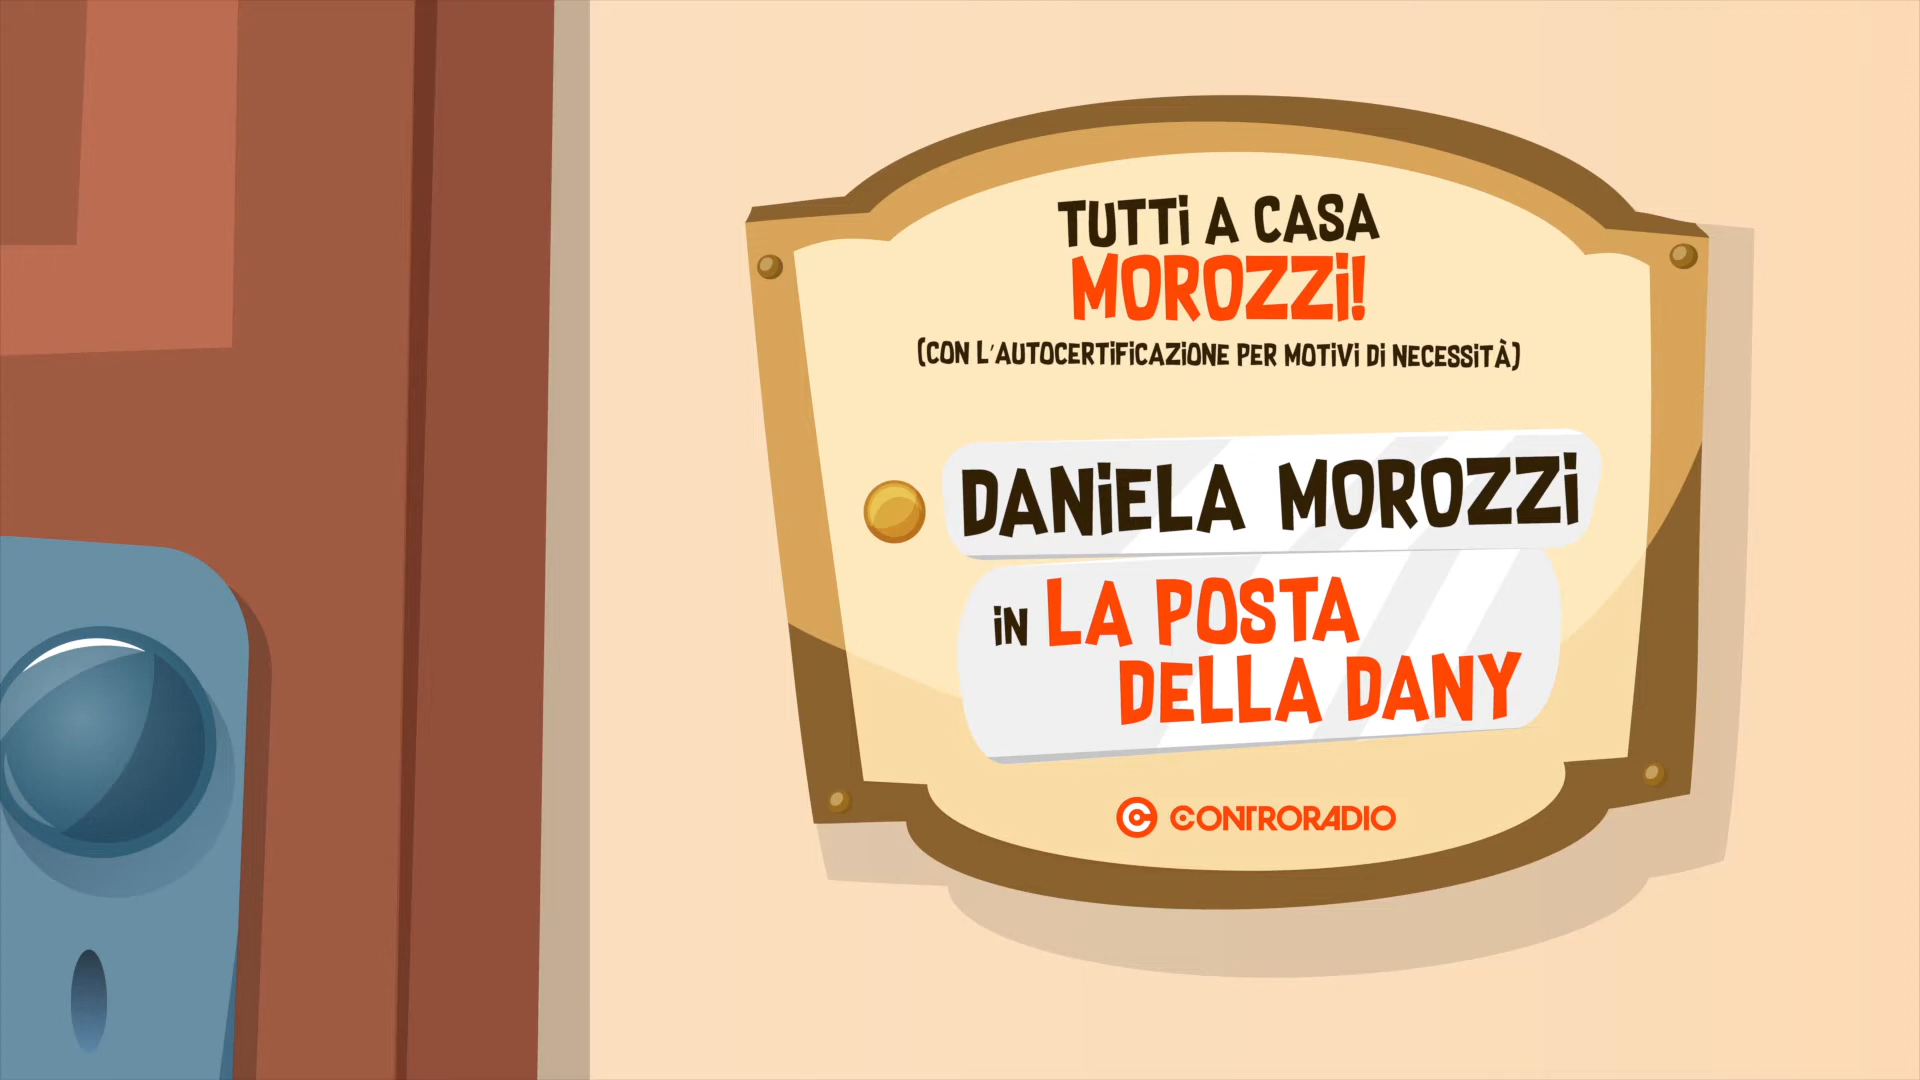 TUTTi A CASA
MOROZZi!
(CON L'AUTOCERTiFiCAZiONE PER MOTiVi Di NECESSiTÀ)
DANiELA MOROZZi
iN LA POSTA
DELLA DANY
CONTRORADIO